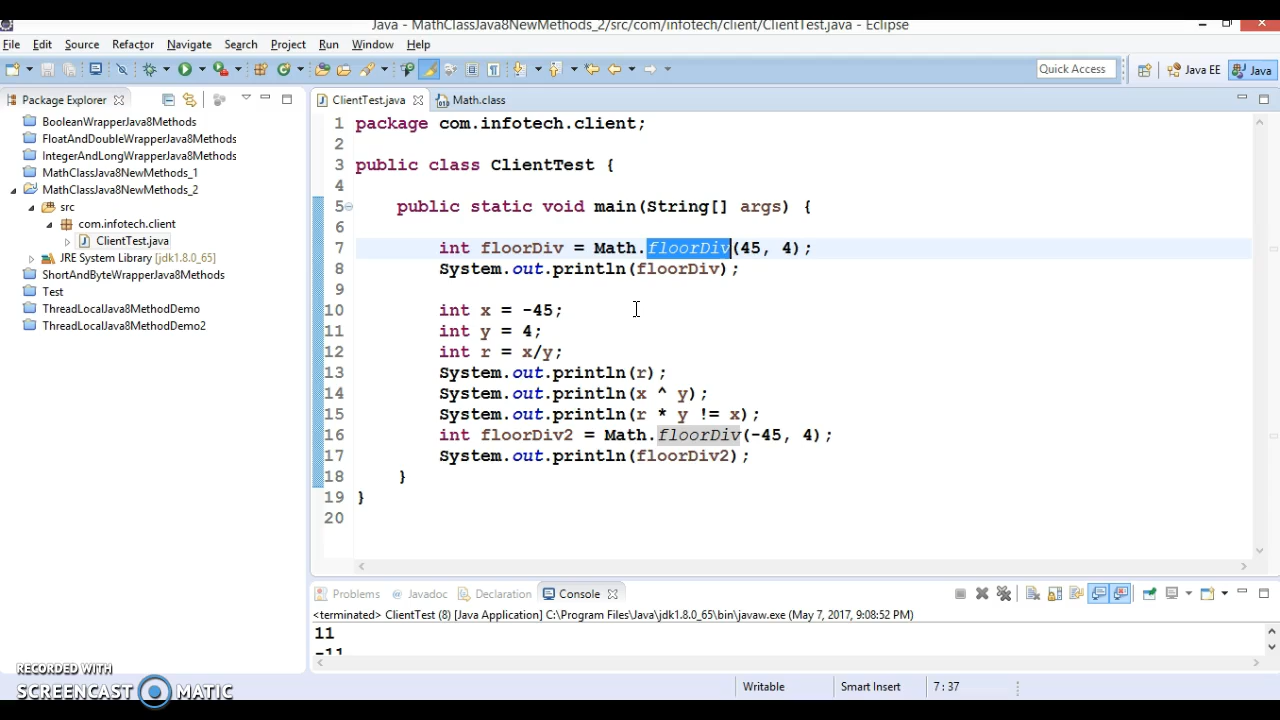 Java - MathClassJava8NewMethods_2/src/com/infotech/client/ClientTest.java - Eclipse
File Edit Source Refactor Navigate Search Project Run Window Help
Quick Access Java EE Java
Package Explorer
BooleanWrapperJava8Methods
FloatAndDoubleWrapperJava8Methods
IntegerAndLongWrapperJava8Methods
MathClassJava8NewMethods_1
MathClassJava8NewMethods_2
src
com.infotech.client
ClientTest.java
JRE System Library [jdk1.8.0_65]
ShortAndByteWrapperJava8Methods
Test
ThreadLocalJava8MethodDemo
ThreadLocalJava8MethodDemo2
ClientTest.java Math.class
1 package com.infotech.client;
2
3 public class ClientTest {
4
5 public static void main(String[] args) {
6
7 int floorDiv = Math.floorDiv(45, 4);
8 System.out.println(floorDiv);
9
10 int x = -45;
11 int y = 4;
12 int r = x/y;
13 System.out.println(r);
14 System.out.println(x ^ y);
15 System.out.println(r * y != x);
16 int floorDiv2 = Math.floorDiv(-45, 4);
17 System.out.println(floorDiv2);
18 }
19 }
20
Problems Javadoc Declaration Console
<terminated> ClientTest (8) [Java Application] C:\Program Files\Java\jdk1.8.0_65\bin\javaw.exe (May 7, 2017, 9:08:52 PM)
11
-11
Writable Smart Insert 7 : 37
RECORDED WITH
SCREENCAST MATIC